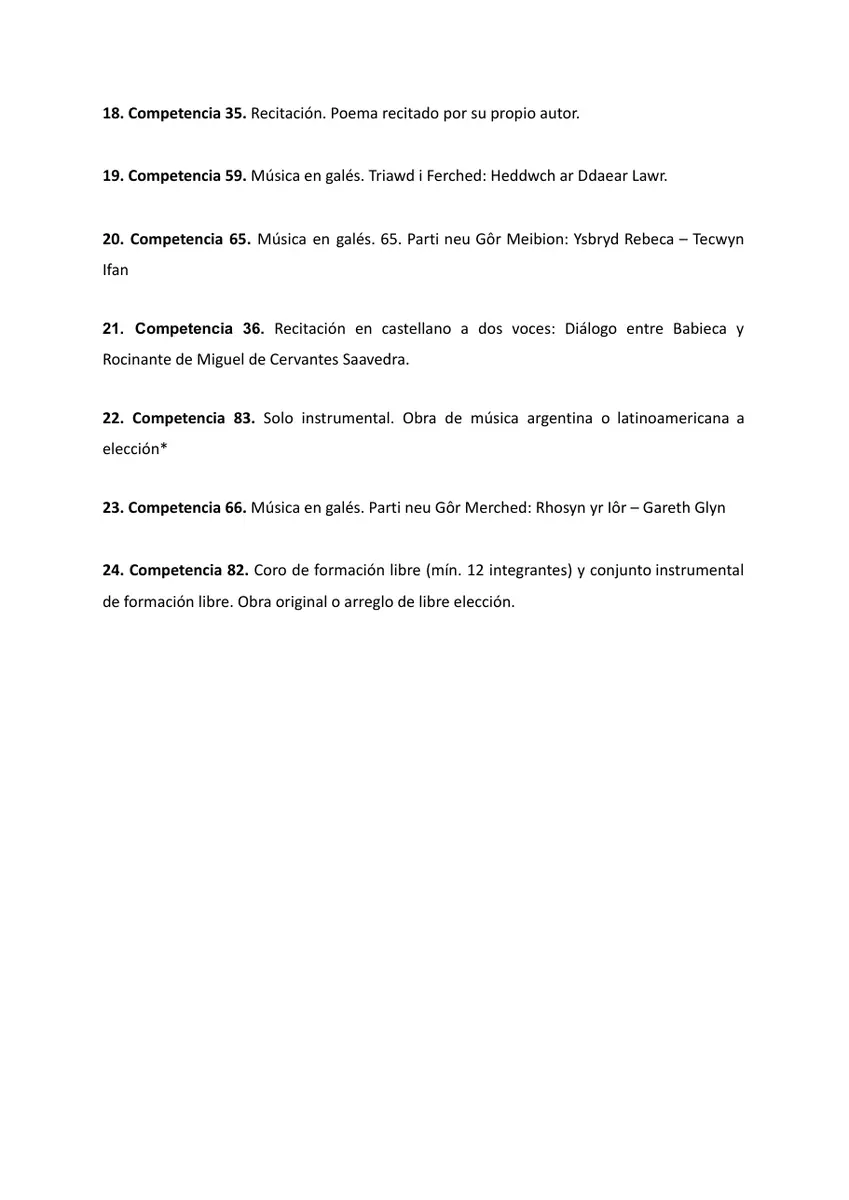 18. Competencia 35. Recitación. Poema recitado por su propio autor.
19. Competencia 59. Música en galés. Triawd i Ferched: Heddwch ar Ddaear Lawr.
20. Competencia 65. Música en galés. 65. Parti neu Gôr Meibion: Ysbryd Rebeca – Tecwyn
Ifan
21. Competencia 36. Recitación en castellano a dos voces: Diálogo entre Babieca y
Rocinante de Miguel de Cervantes Saavedra.
22. Competencia 83. Solo instrumental. Obra de música argentina o latinoamericana a
elección*
23. Competencia 66. Música en galés. Parti neu Gôr Merched: Rhosyn yr Iôr – Gareth Glyn
24. Competencia 82. Coro de formación libre (mín. 12 integrantes) y conjunto instrumental
de formación libre. Obra original o arreglo de libre elección.